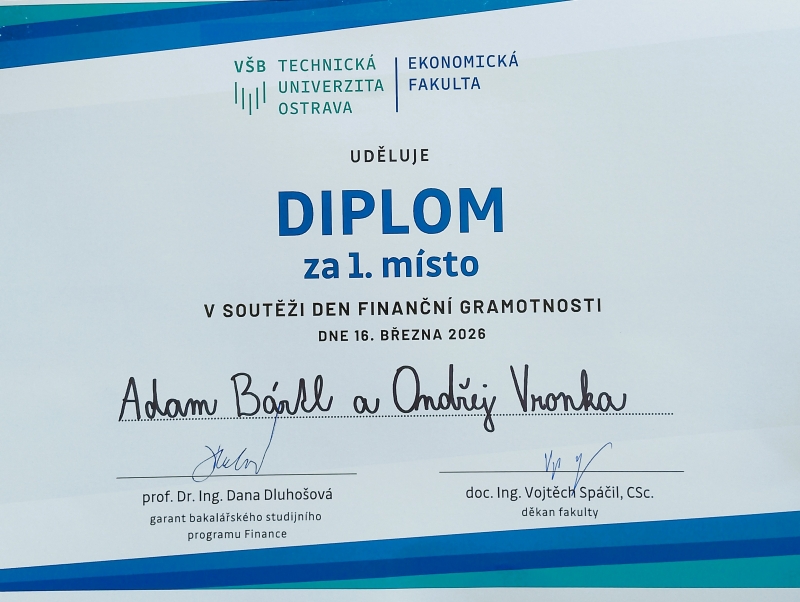 VŠB TECHNICKÁ
UNIVERZITA
OSTRAVA
EKONOMICKÁ
FAKULTA
UDĚLUJE
DIPLOM
za 1. místo
V SOUTĚŽI DEN FINANČNÍ GRAMOTNOSTI
DNE 16. BŘEZNA 2026
Adam Bártl a Ondřej Vronka
prof. Dr. Ing. Dana Dluhošová
garant bakalářského studijního
programu Finance
doc. Ing. Vojtěch Spáčil, CSc.
děkan fakulty